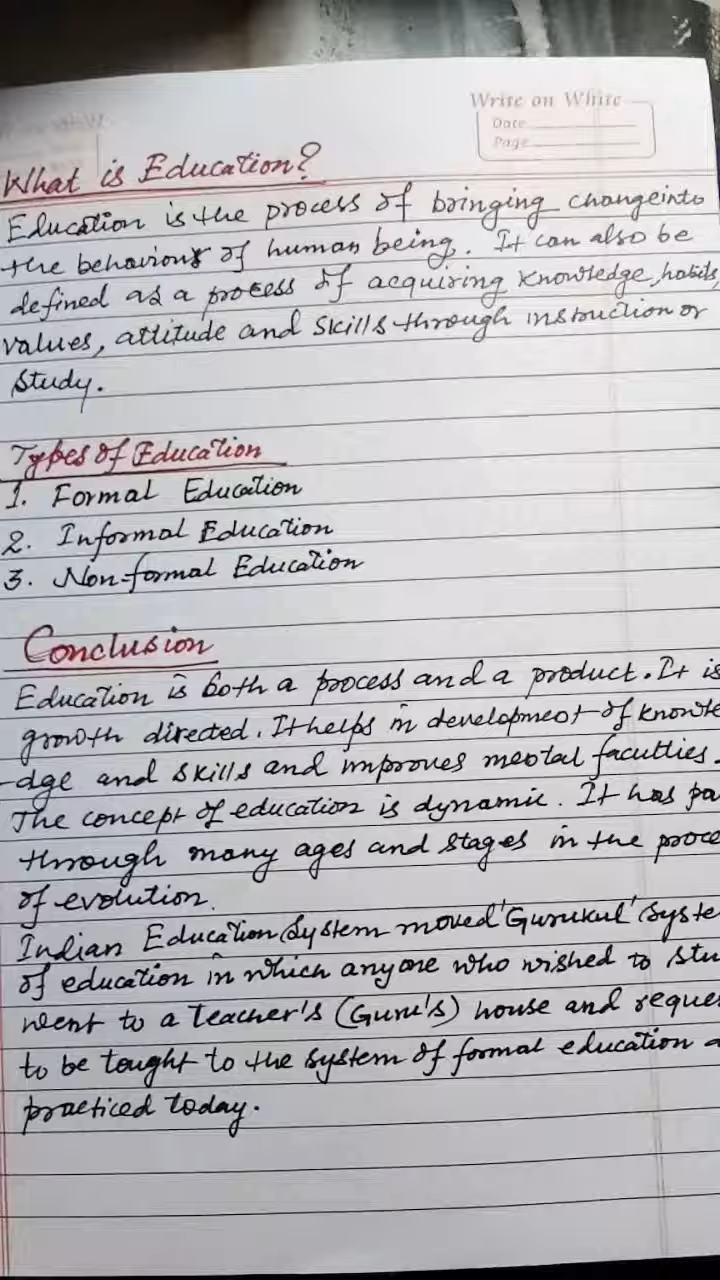 Write on White
Date
Page
What is Education?
Education is the process of bringing change into
the behaviours of human being. It can also be
defined as a process of acquiring knowledge, habits,
values, attitude and skills through instruction or
study.
Types of Education
1. Formal Education
2. Informal Education
3. Non-formal Education
Conclusion
Education is both a process and a product. It is
growth directed. It helps in development of knowle
-dge and skills and improves mental faculties.
The concept of education is dynamic. It has pa
through many ages and stages in the proce
of evolution.
Indian Education System moved 'Gurukul' Syste
of education in which anyone who wished to stu
went to a teacher's (Guru's) house and reque
to be taught to the system of formal education a
practiced today.